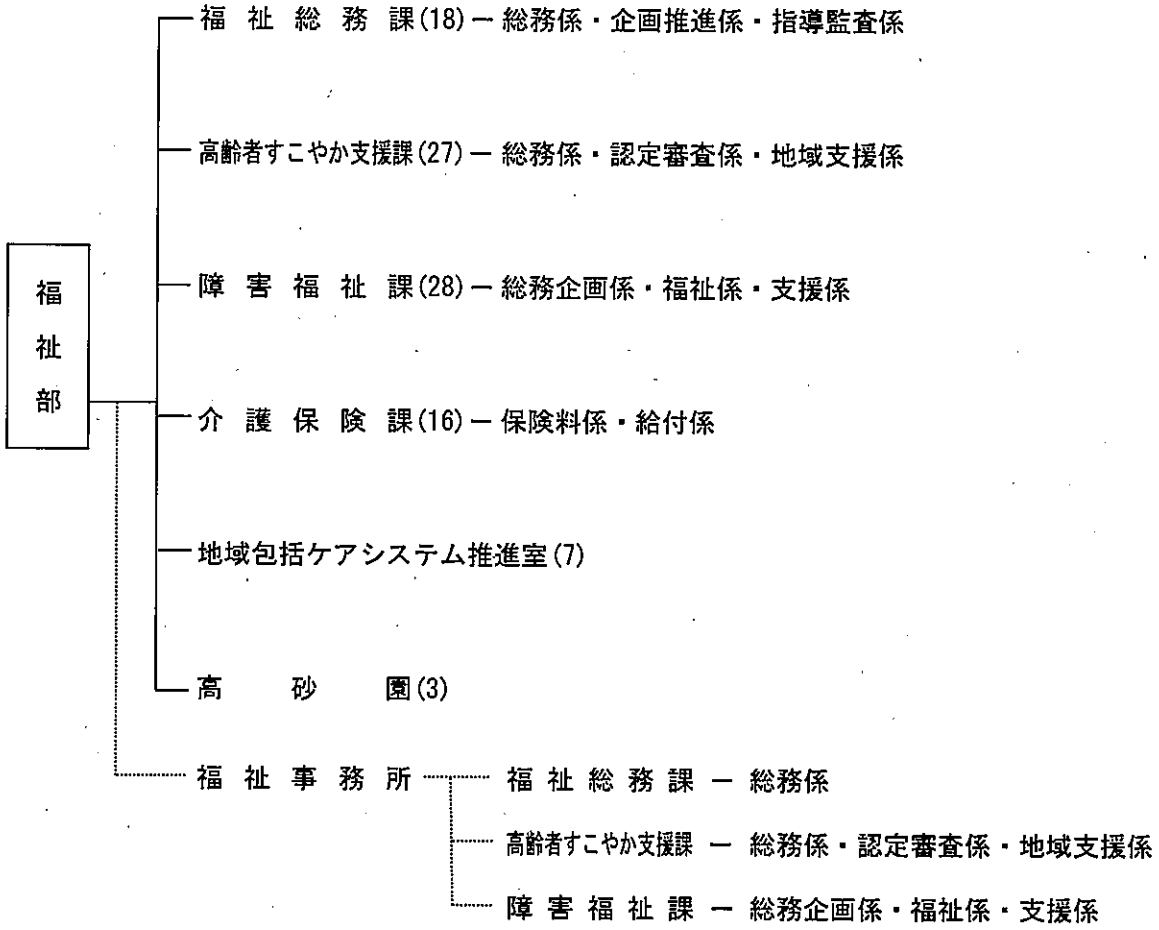 福祉総務課(18)ー総務係・企画推進係・指導監査係
高齢者すこやか支援課(27)ー総務係・認定審査係・地域支援係
障害福祉課(28)ー総務企画係・福祉係・支援係
福祉部
介護保険課(16)ー保険料係・給付係
地域包括ケアシステム推進室(7)
高砂園(3)
福祉事務所 福祉総務課ー総務係
高齢者すこやか支援課ー総務係・認定審査係・地域支援係
障害福祉課ー総務企画係・福祉係・支援係